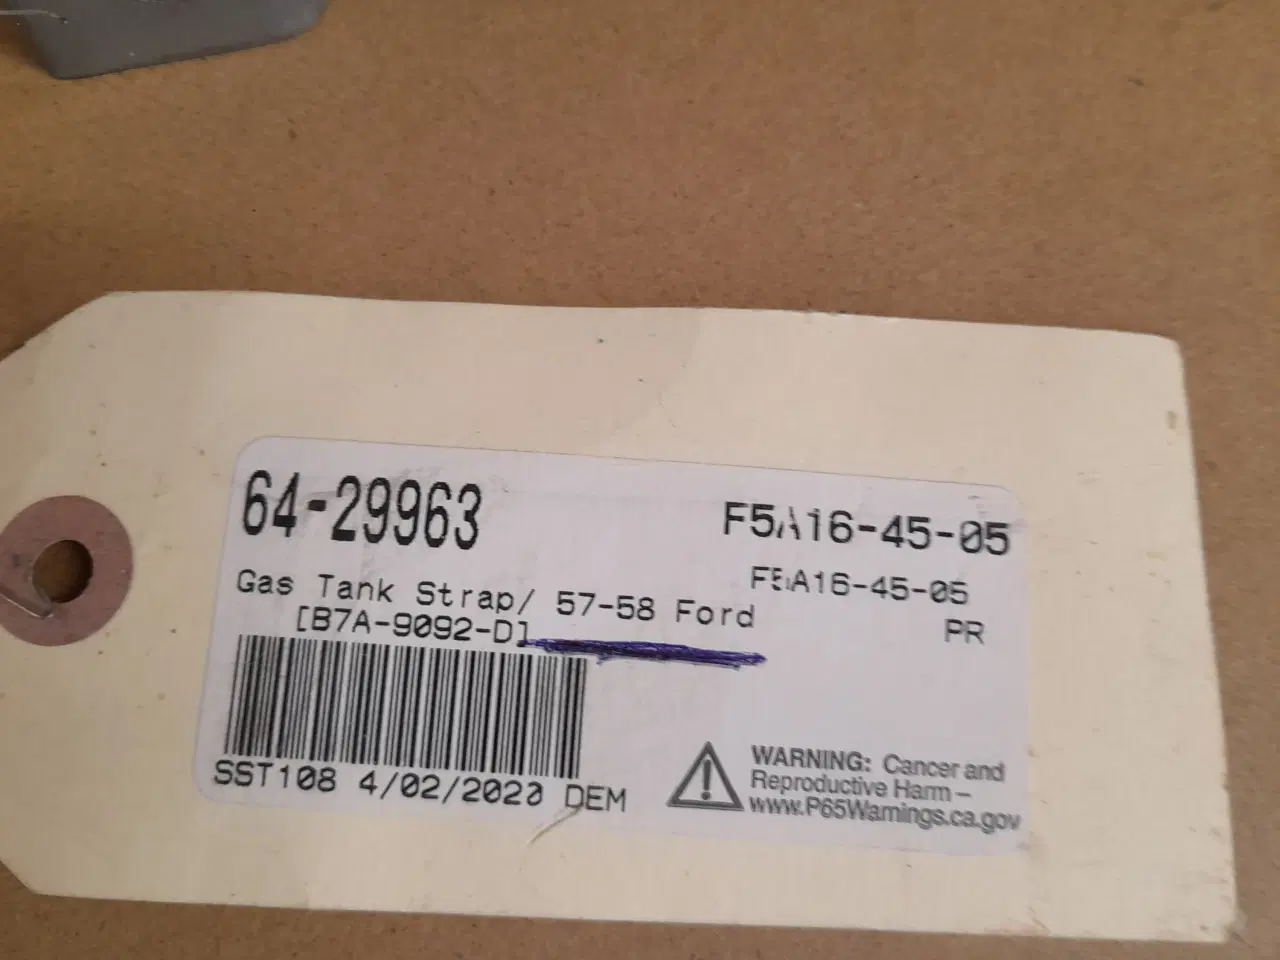 64-29963
F5A16-45-05
Gas Tank Strap/ 57-58 Ford
F5A16-45-05
[B7A-9092-D]
PR
SST108 4/02/2020 DEM
WARNING: Cancer and
Reproductive Harm –
www.P65Warnings.ca.gov